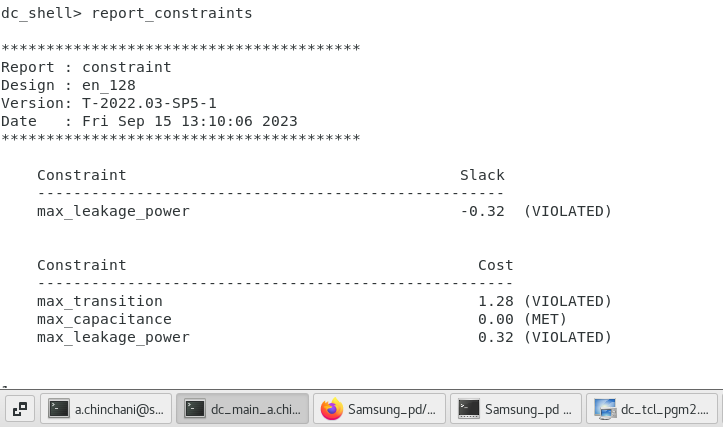 dc_shell> report_constraints
****************************************
Report : constraint
Design : en_128
Version: T-2022.03-SP5-1
Date   : Fri Sep 15 13:10:06 2023
****************************************
Constraint Slack
----------------------------------------------------
max_leakage_power -0.32 (VIOLATED)
Constraint Cost
-----------------------------------------------------
max_transition 1.28 (VIOLATED)
max_capacitance 0.00 (MET)
max_leakage_power 0.32 (VIOLATED)
a.chinchani@s... dc_main_a.chi... Samsung_pd/... Samsung_pd ... dc_tcl_pgm2....